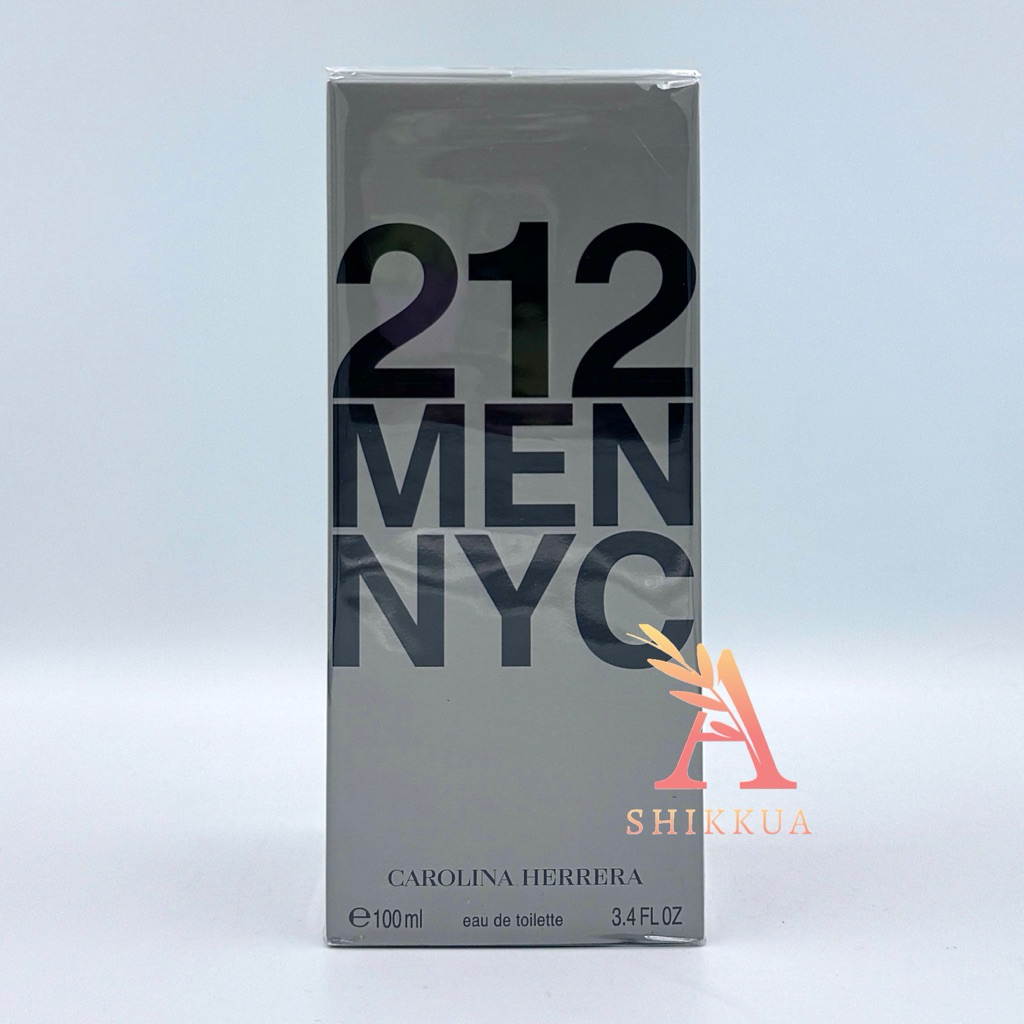 212
MEN
NYC
A
SHIKKUA
CAROLINA HERRERA
℮100ml eau de toilette 3.4 FL OZ